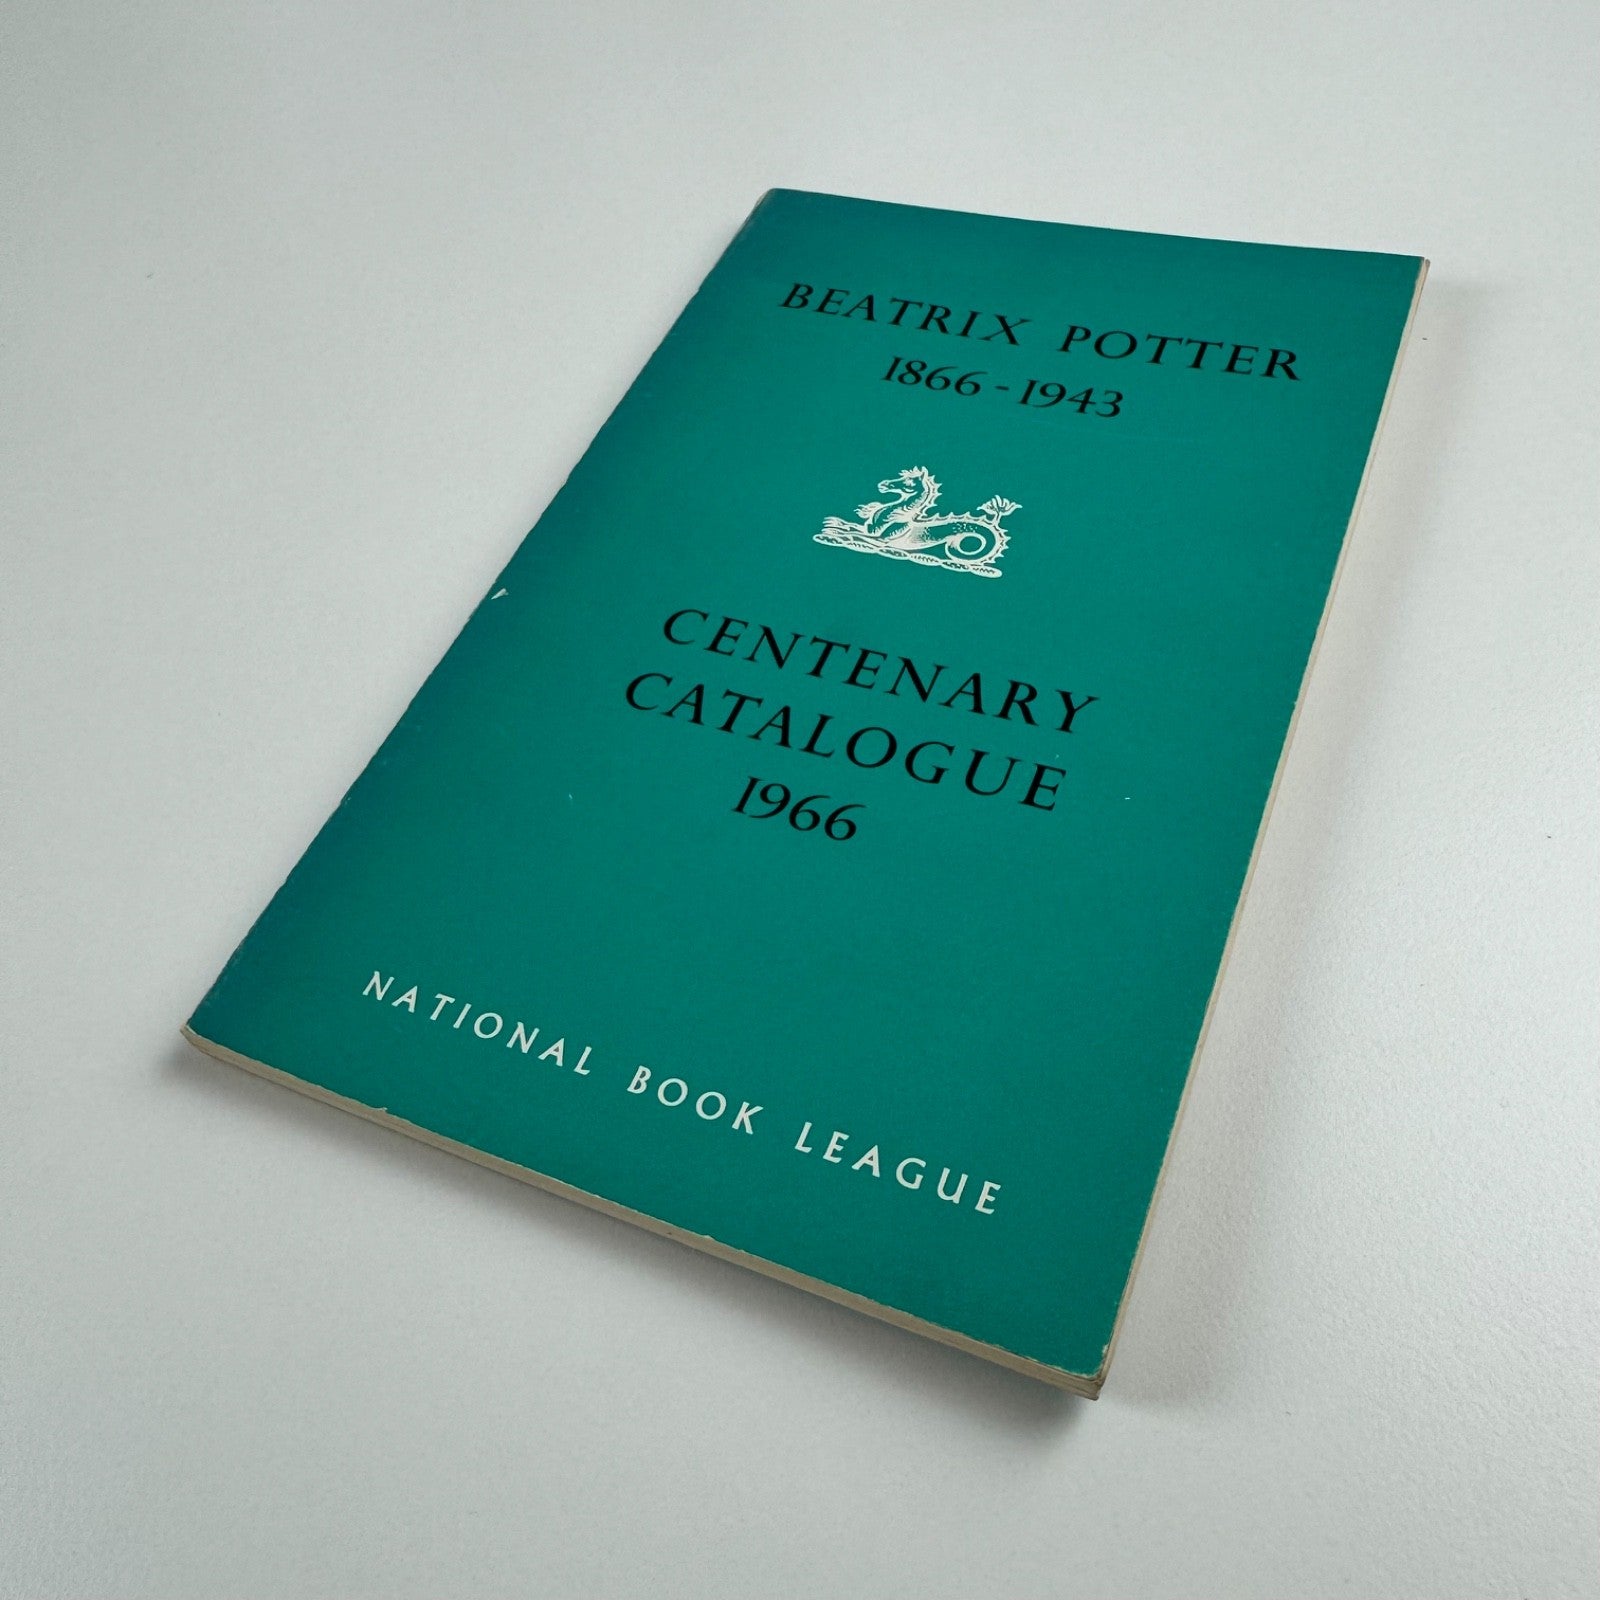 BEATRIX POTTER
1866 - 1943
CENTENARY
CATALOGUE
1966
NATIONAL BOOK LEAGUE